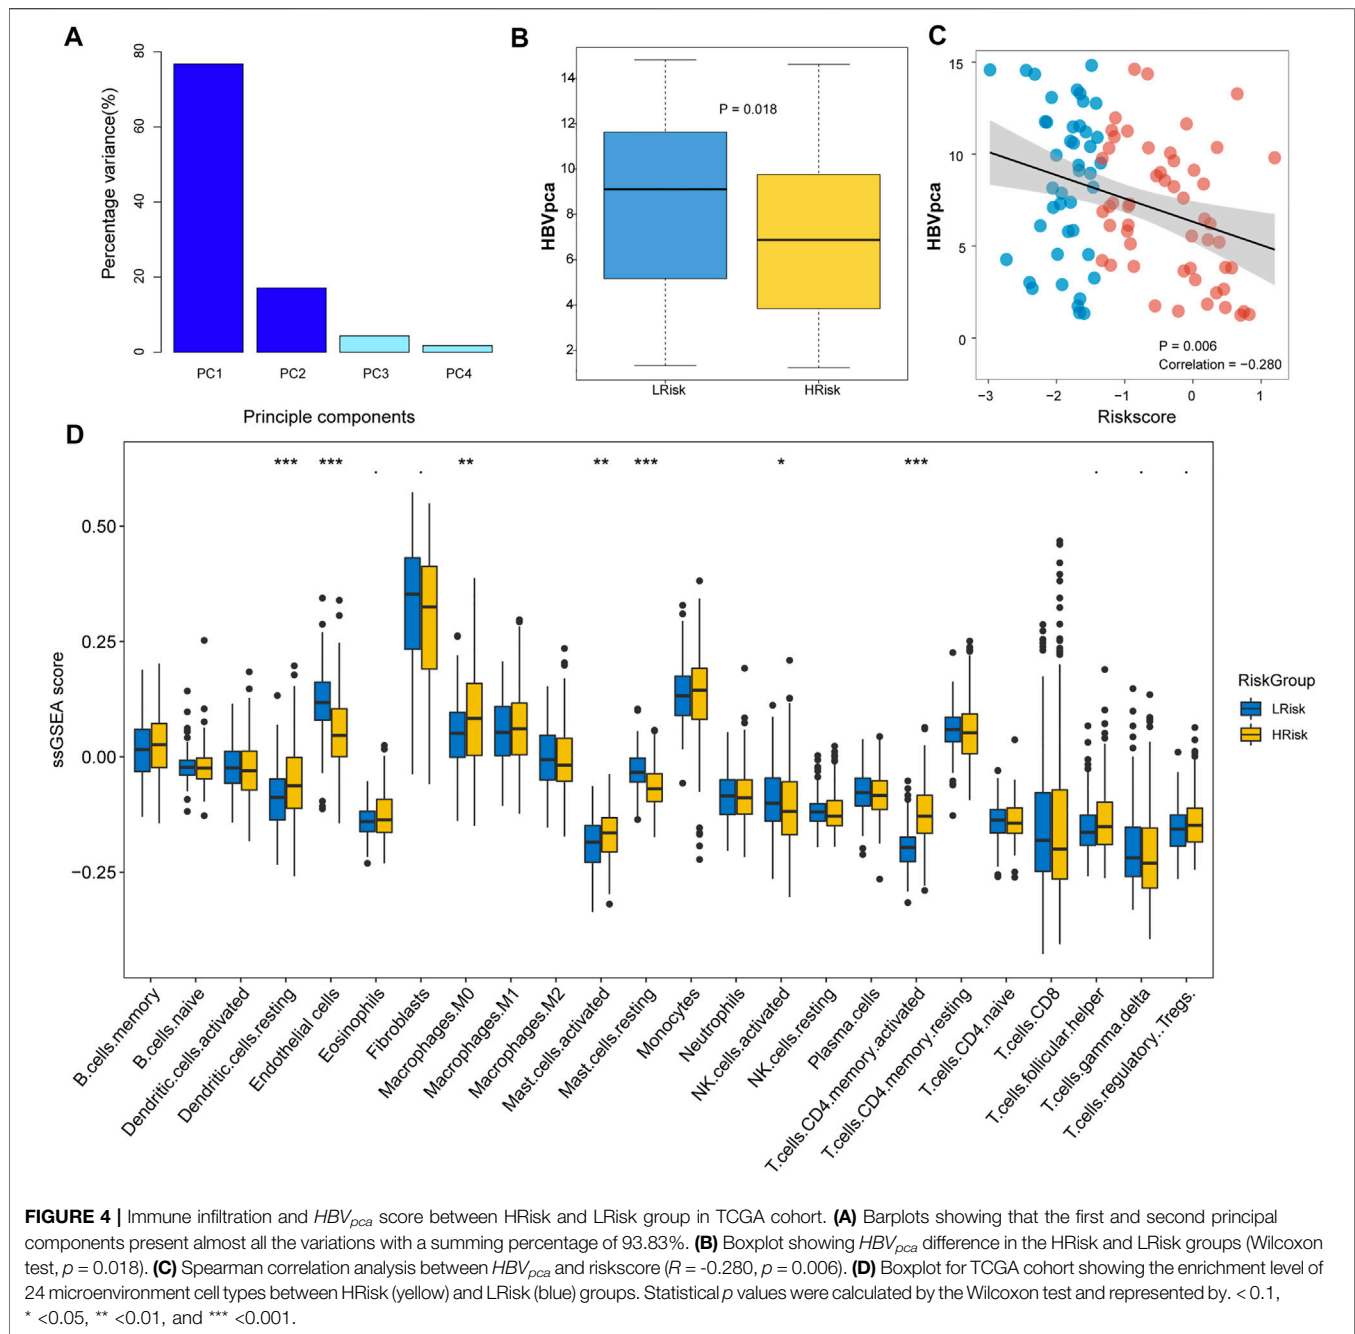 A
Percentage variance(%)
80
60
40
20
0
PC1 PC2 PC3 PC4
Principle components
B
HBVpca
14
12
10
8
6
4
2
P = 0.018
LRisk HRisk
C
HBVpca
15
10
5
0
P = 0.006
Correlation = −0.280
−3 −2 −1 0 1
Riskscore
D
ssGSEA score
0.50
0.25
0.00
−0.25
*** *** . . ** ** *** * *** . . .
RiskGroup
LRisk
HRisk
B.cells.memory
B.cells.naive
Dendritic.cells.activated
Dendritic.cells.resting
Endothelial cells
Eosinophils
Fibroblasts
Macrophages.M0
Macrophages.M1
Macrophages.M2
Mast.cells.activated
Mast.cells.resting
Monocytes
Neutrophils
NK.cells.activated
NK.cells.resting
Plasma.cells
T.cells.CD4.memory.activated
T.cells.CD4.memory.resting
T.cells.CD4.naive
T.cells.CD8
T.cells.follicular.helper
T.cells.gamma.delta
T.cells.regulatory..Tregs.
FIGURE 4 | Immune infiltration and HBVpca score between HRisk and LRisk group in TCGA cohort. (A) Barplots showing that the first and second principal
components present almost all the variations with a summing percentage of 93.83%. (B) Boxplot showing HBVpca difference in the HRisk and LRisk groups (Wilcoxon
test, p = 0.018). (C) Spearman correlation analysis between HBVpca and riskscore (R = -0.280, p = 0.006). (D) Boxplot for TCGA cohort showing the enrichment level of
24 microenvironment cell types between HRisk (yellow) and LRisk (blue) groups. Statistical p values were calculated by the Wilcoxon test and represented by. < 0.1,
* <0.05, ** <0.01, and *** <0.001.